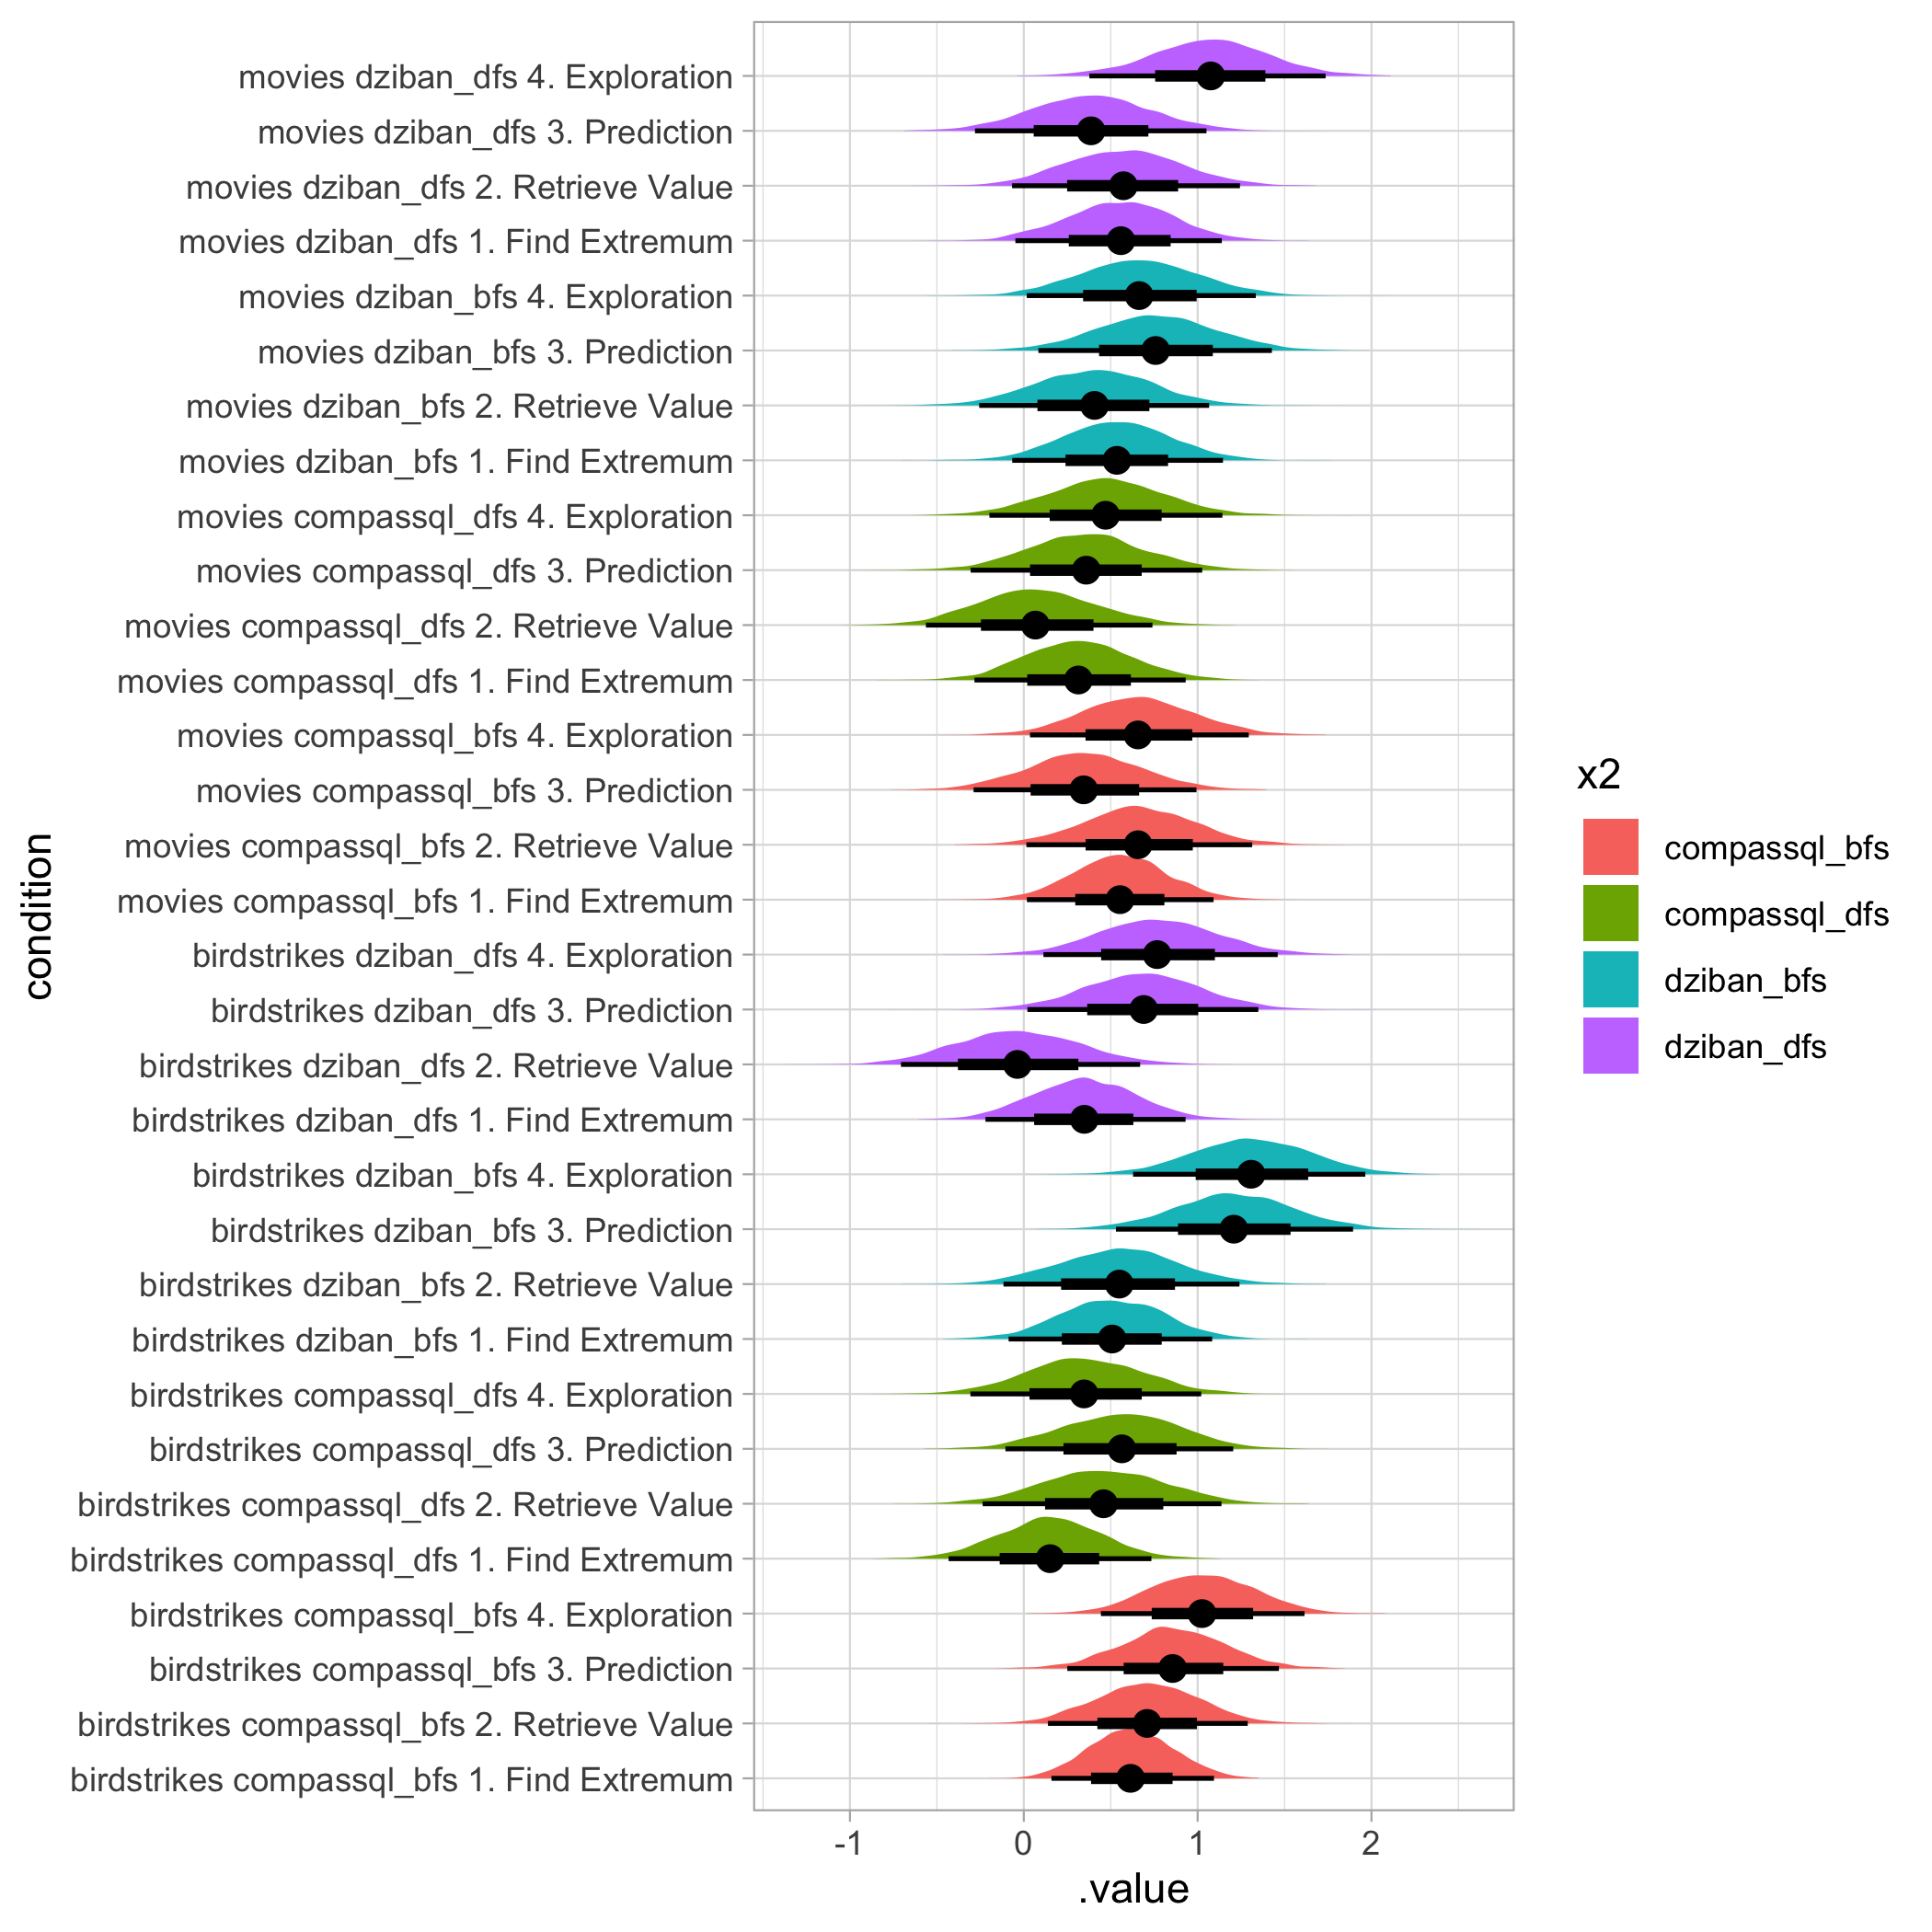 movies dziban_dfs 4. Exploration
movies dziban_dfs 3. Prediction
movies dziban_dfs 2. Retrieve Value
movies dziban_dfs 1. Find Extremum
movies dziban_bfs 4. Exploration
movies dziban_bfs 3. Prediction
movies dziban_bfs 2. Retrieve Value
movies dziban_bfs 1. Find Extremum
movies compassql_dfs 4. Exploration
movies compassql_dfs 3. Prediction
movies compassql_dfs 2. Retrieve Value
movies compassql_dfs 1. Find Extremum
movies compassql_bfs 4. Exploration
movies compassql_bfs 3. Prediction
movies compassql_bfs 2. Retrieve Value
movies compassql_bfs 1. Find Extremum
birdstrikes dziban_dfs 4. Exploration
birdstrikes dziban_dfs 3. Prediction
birdstrikes dziban_dfs 2. Retrieve Value
birdstrikes dziban_dfs 1. Find Extremum
birdstrikes dziban_bfs 4. Exploration
birdstrikes dziban_bfs 3. Prediction
birdstrikes dziban_bfs 2. Retrieve Value
birdstrikes dziban_bfs 1. Find Extremum
birdstrikes compassql_dfs 4. Exploration
birdstrikes compassql_dfs 3. Prediction
birdstrikes compassql_dfs 2. Retrieve Value
birdstrikes compassql_dfs 1. Find Extremum
birdstrikes compassql_bfs 4. Exploration
birdstrikes compassql_bfs 3. Prediction
birdstrikes compassql_bfs 2. Retrieve Value
birdstrikes compassql_bfs 1. Find Extremum
condition
-1 0 1 2
.value
x2
compassql_bfs
compassql_dfs
dziban_bfs
dziban_dfs